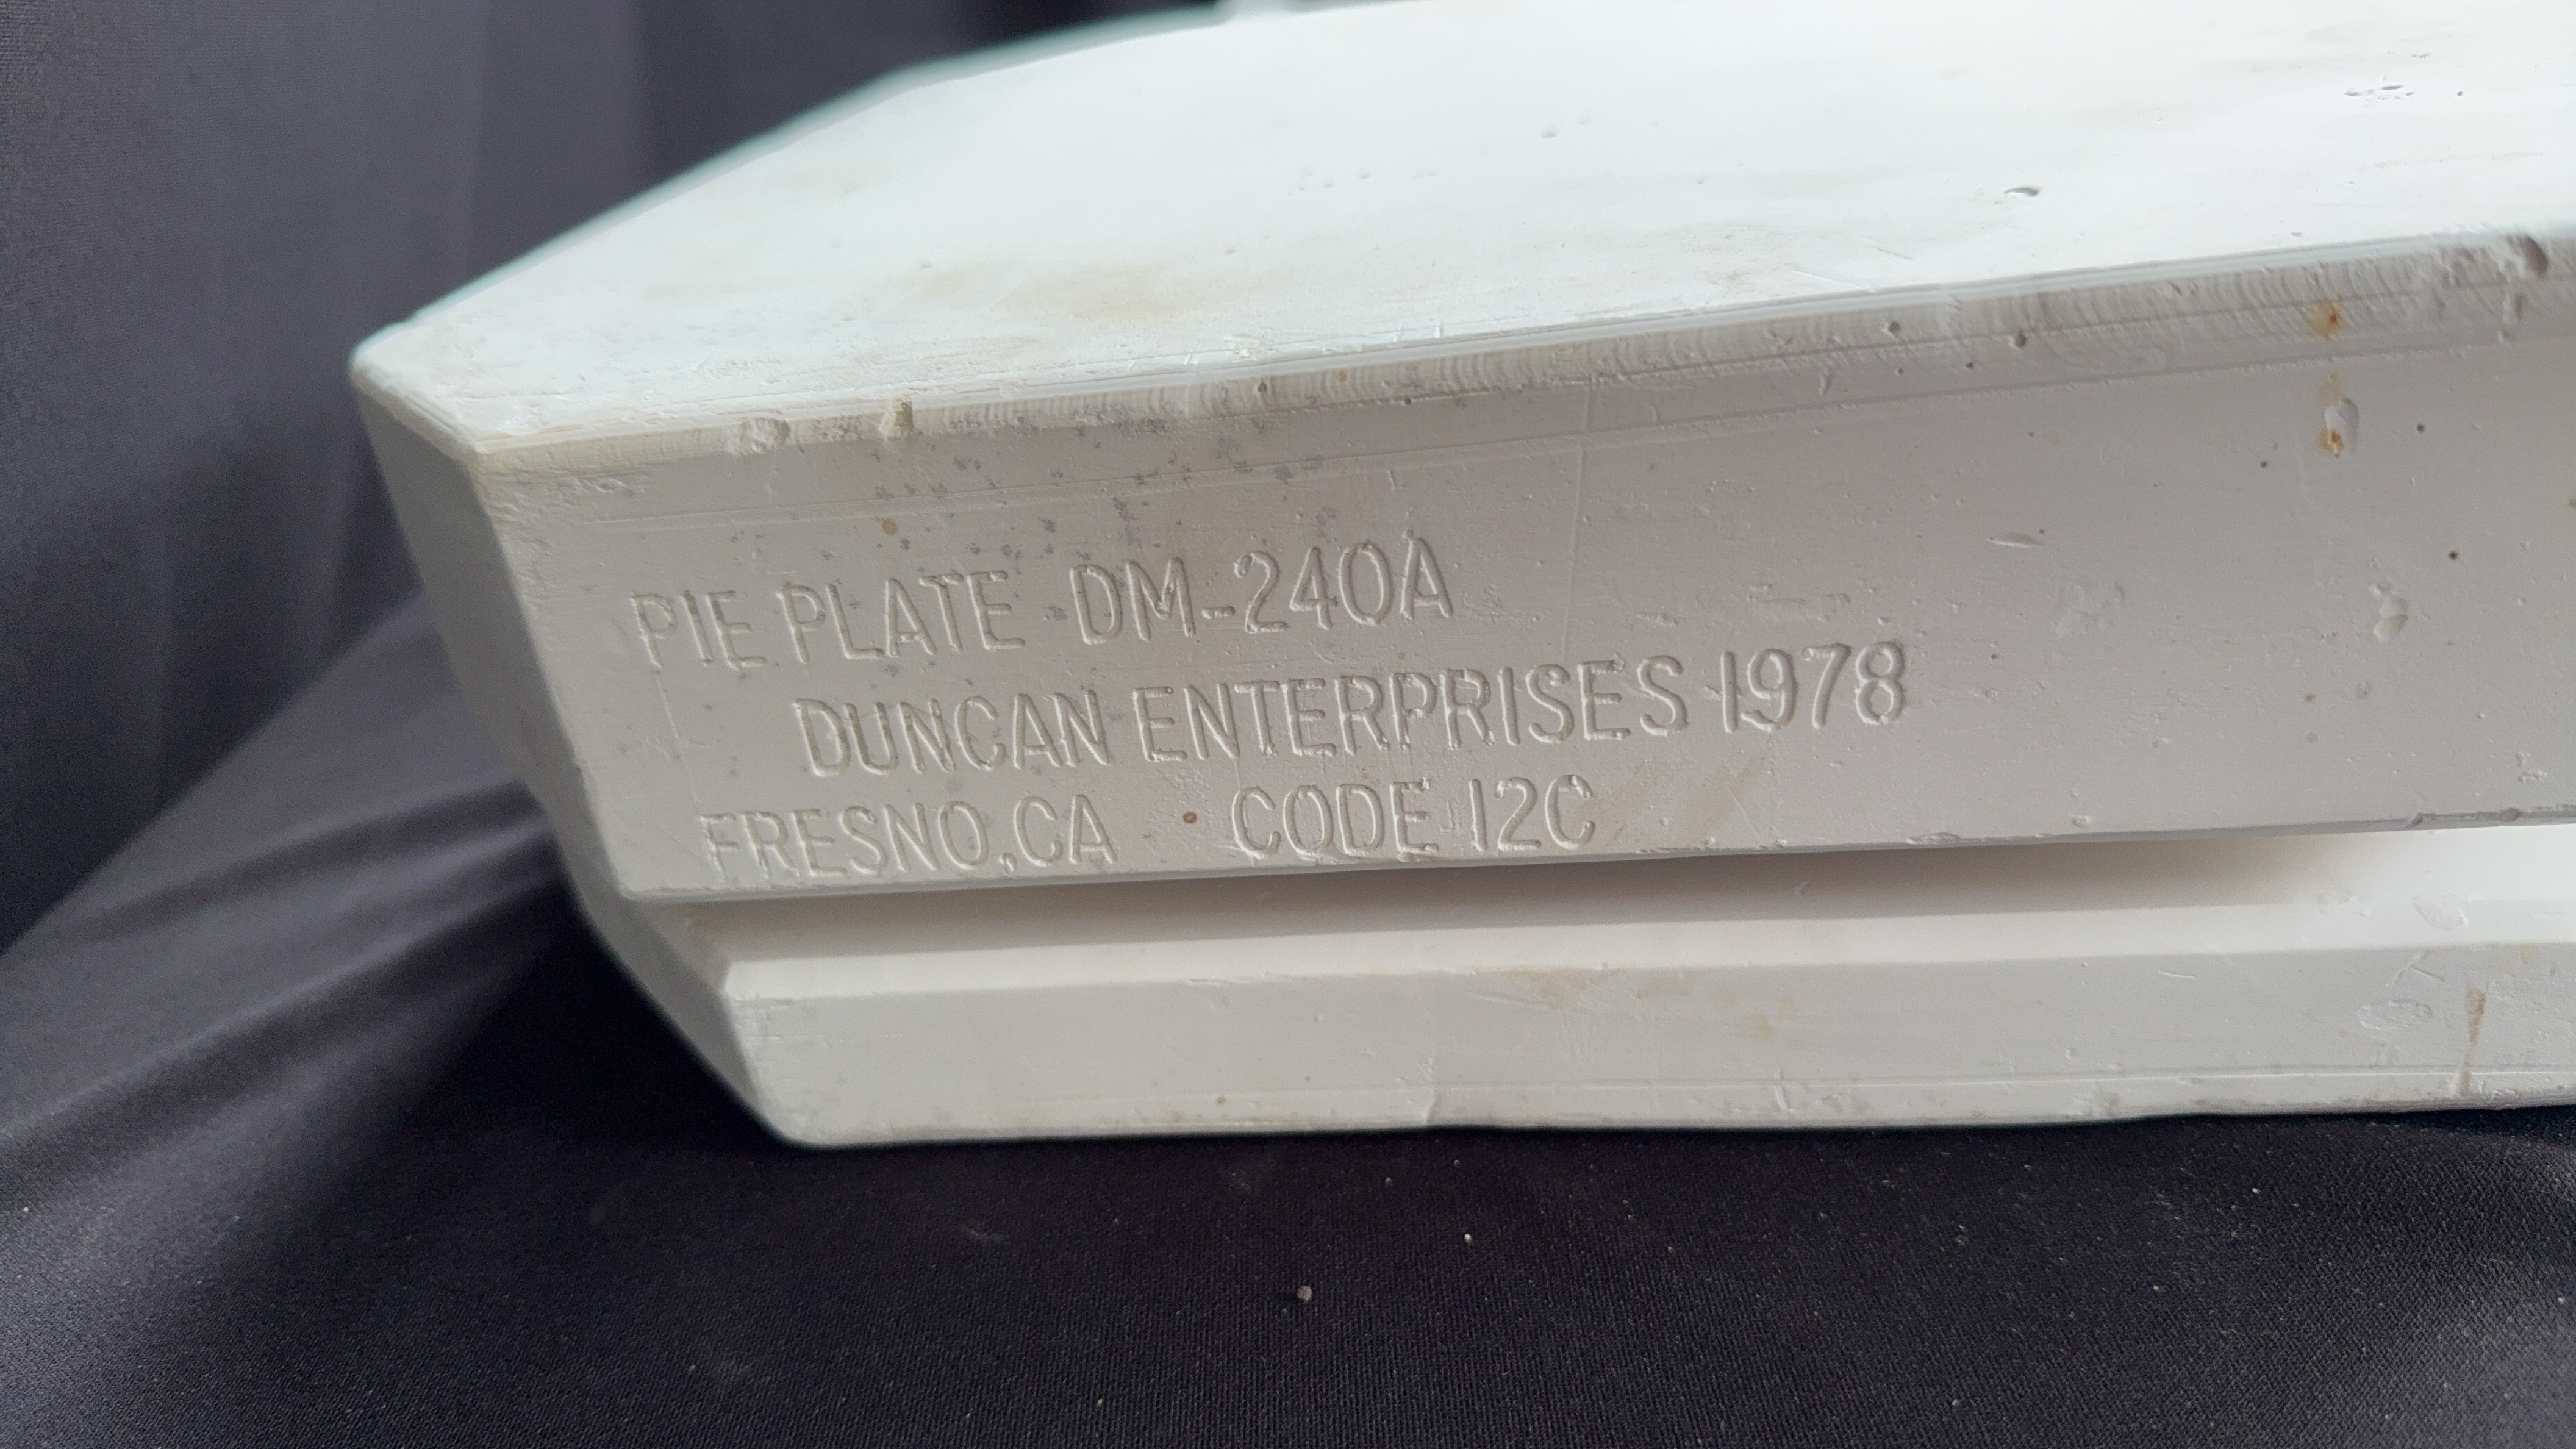 PIE PLATE DM-240A
DUNCAN ENTERPRISES 1978
FRESNO, CA CODE 12C